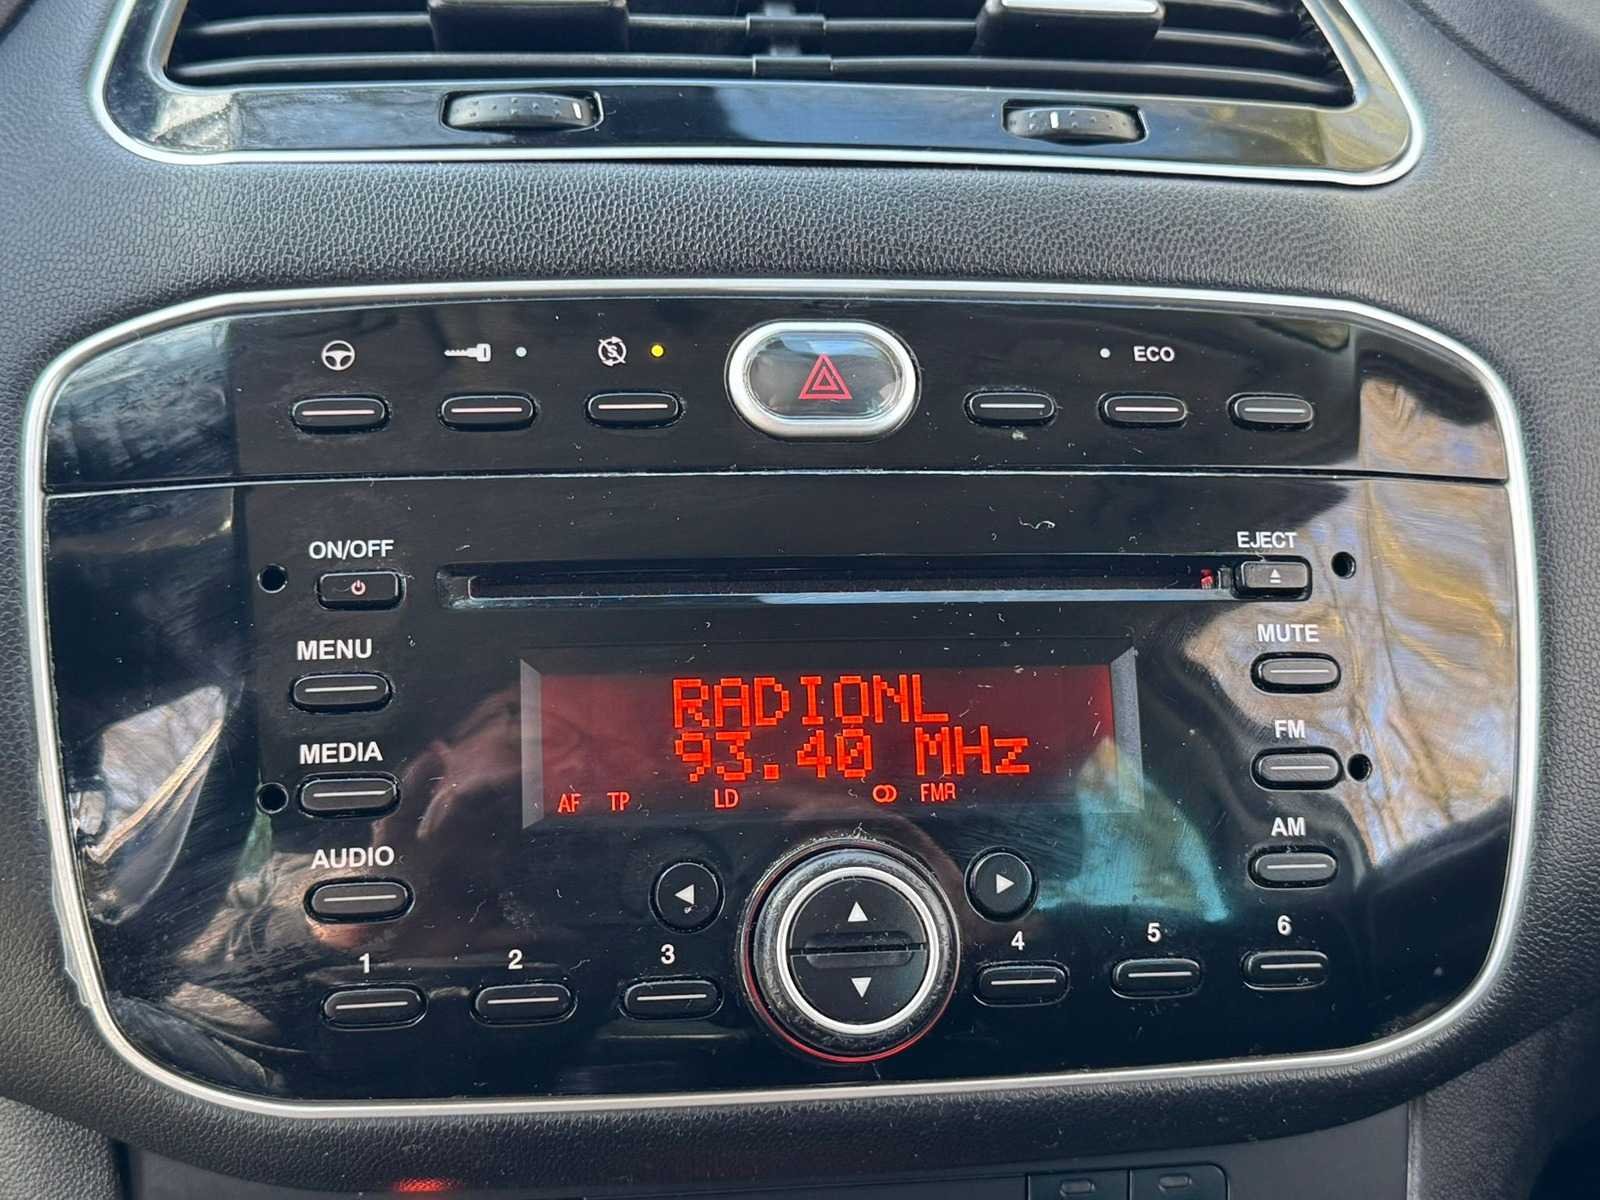 ECO
ON/OFF
EJECT
MENU
MUTE
RADIONL
93.40 MHz
FM
MEDIA
AF TP LD FMR
AM
AUDIO
1 2 3 4 5 6